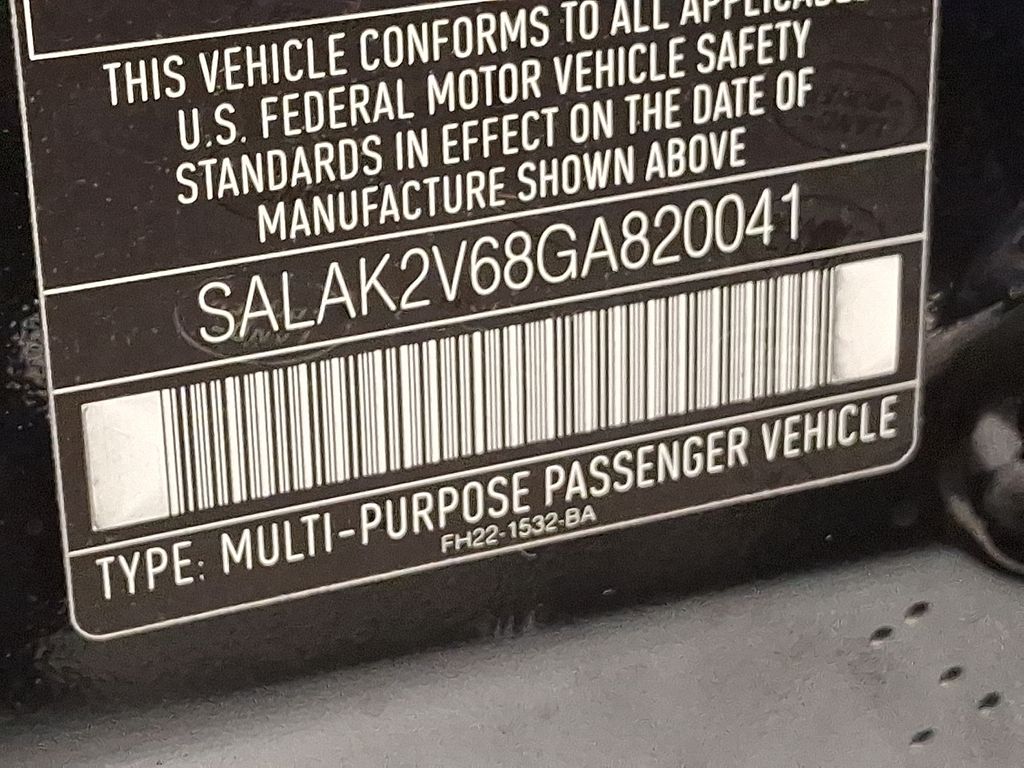 THIS VEHICLE CONFORMS TO ALL
U.S. FEDERAL MOTOR VEHICLE SAFETY
STANDARDS IN EFFECT ON THE DATE OF
MANUFACTURE SHOWN ABOVE
SALAK2V68GA820041
TYPE: MULTI-PURPOSE PASSENGER VEHICLE
FH22-1532-BA